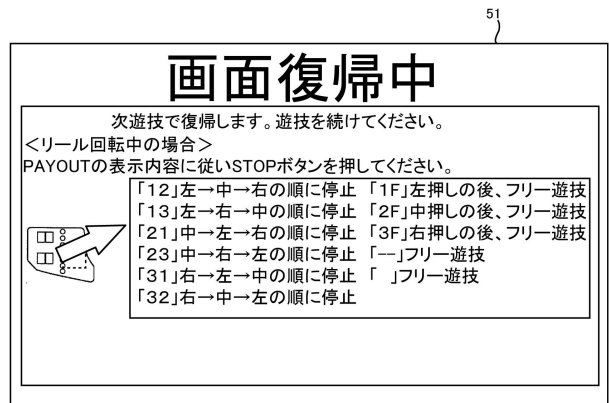 51
画面復帰中
次遊技で復帰します。遊技を続けてください。
＜リール回転中の場合＞
PAYOUTの表示内容に従いSTOPボタンを押してください。
「12」左→中→右の順に停止 「1F」左押しの後、フリー遊技
「13」左→右→中の順に停止 「2F」中押しの後、フリー遊技
「21」中→左→右の順に停止 「3F」右押しの後、フリー遊技
「23」中→右→左の順に停止 「--」フリー遊技
「31」右→左→中の順に停止 「　」フリー遊技
「32」右→中→左の順に停止